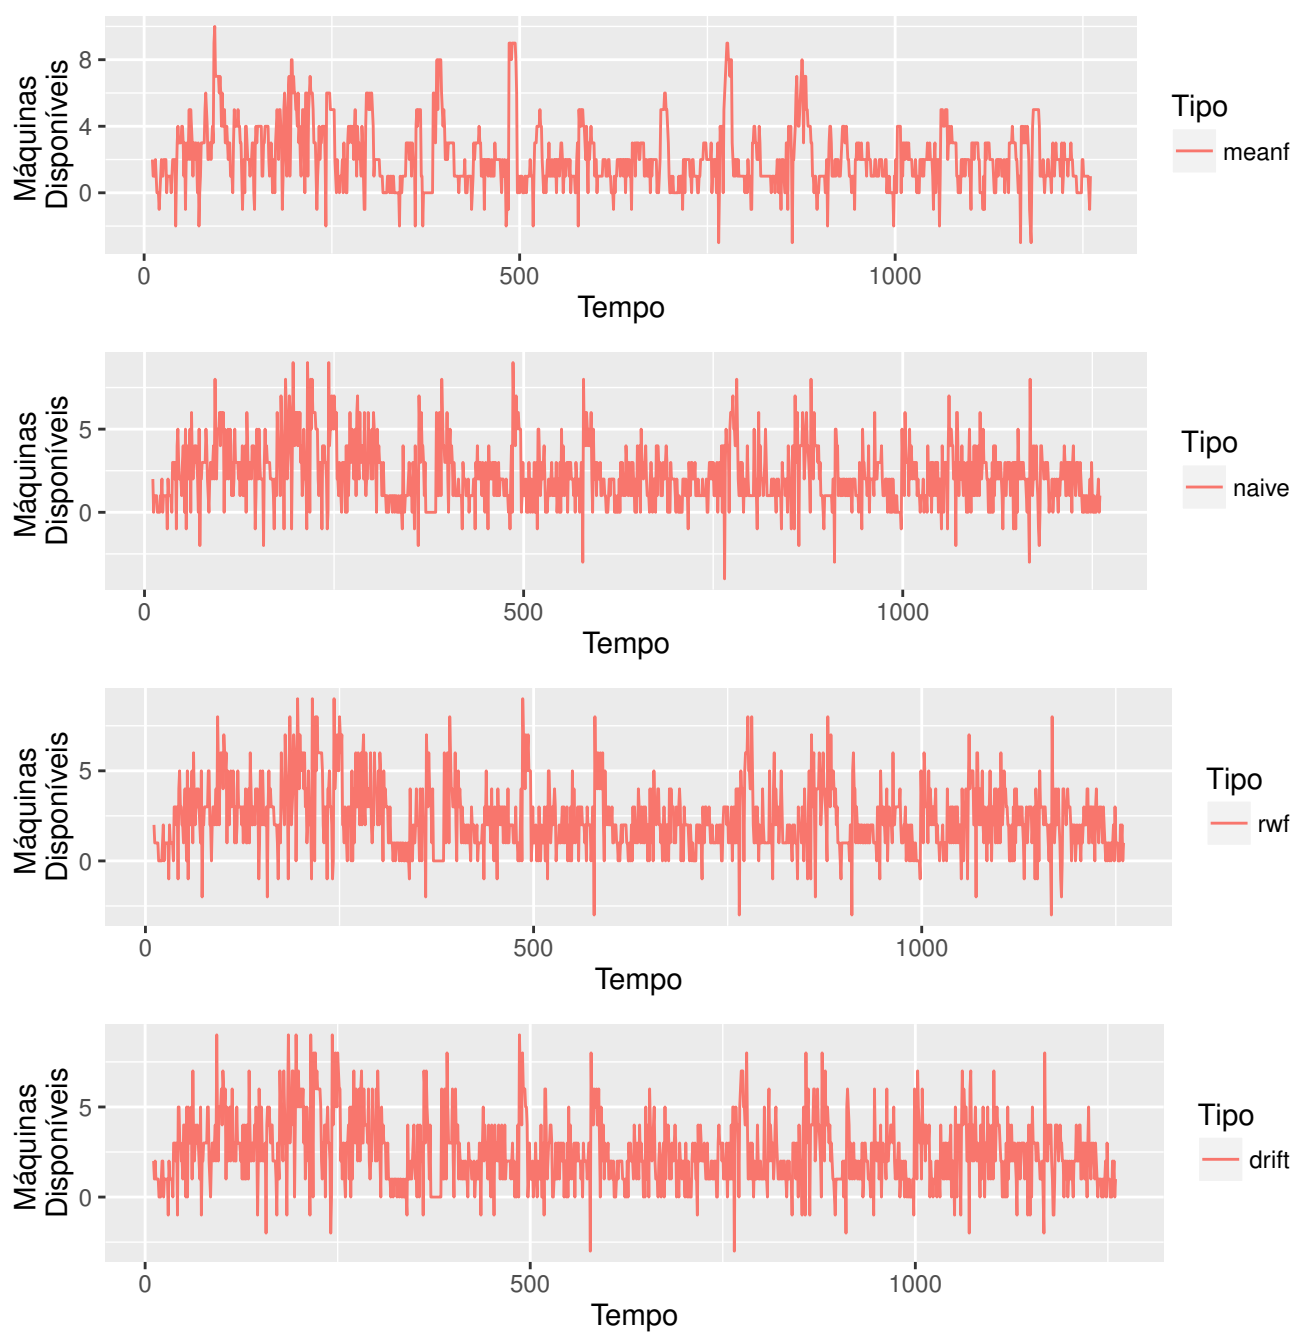 Máquinas
Disponíveis
8
4
0
0
500
1000
Tempo
Tipo
meanf
Máquinas
Disponíveis
5
0
0
500
1000
Tempo
Tipo
naive
Máquinas
Disponíveis
5
0
0
500
1000
Tempo
Tipo
rwf
Máquinas
Disponíveis
5
0
0
500
1000
Tempo
Tipo
drift